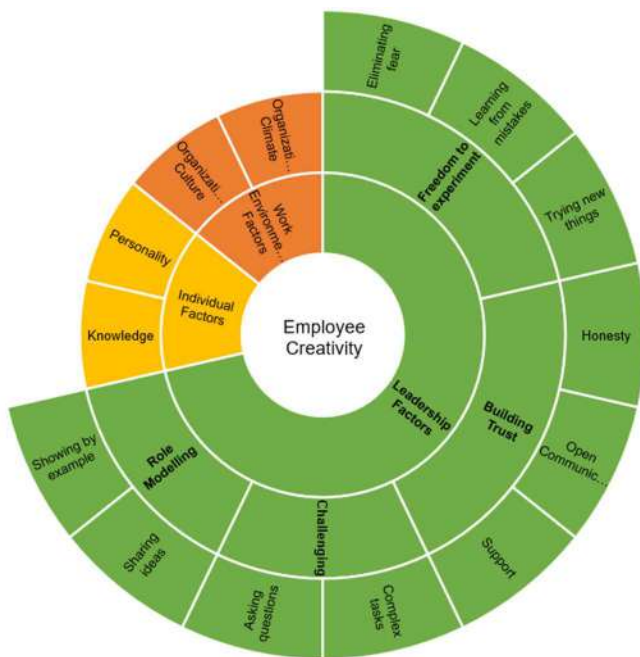 Employee
Creativity
Leadership
Factors
Freedom to
experiment
Eliminating
fear
Learning
from
mistakes
Trying new
things
Building
Trust
Honesty
Open
Communic...
Support
Challenging
Complex
tasks
Asking
questions
Role
Modelling
Sharing
ideas
Showing by
example
Individual
Factors
Knowledge
Personality
Work
Environme...
Factors
Organizati...
Culture
Organizati...
Climate